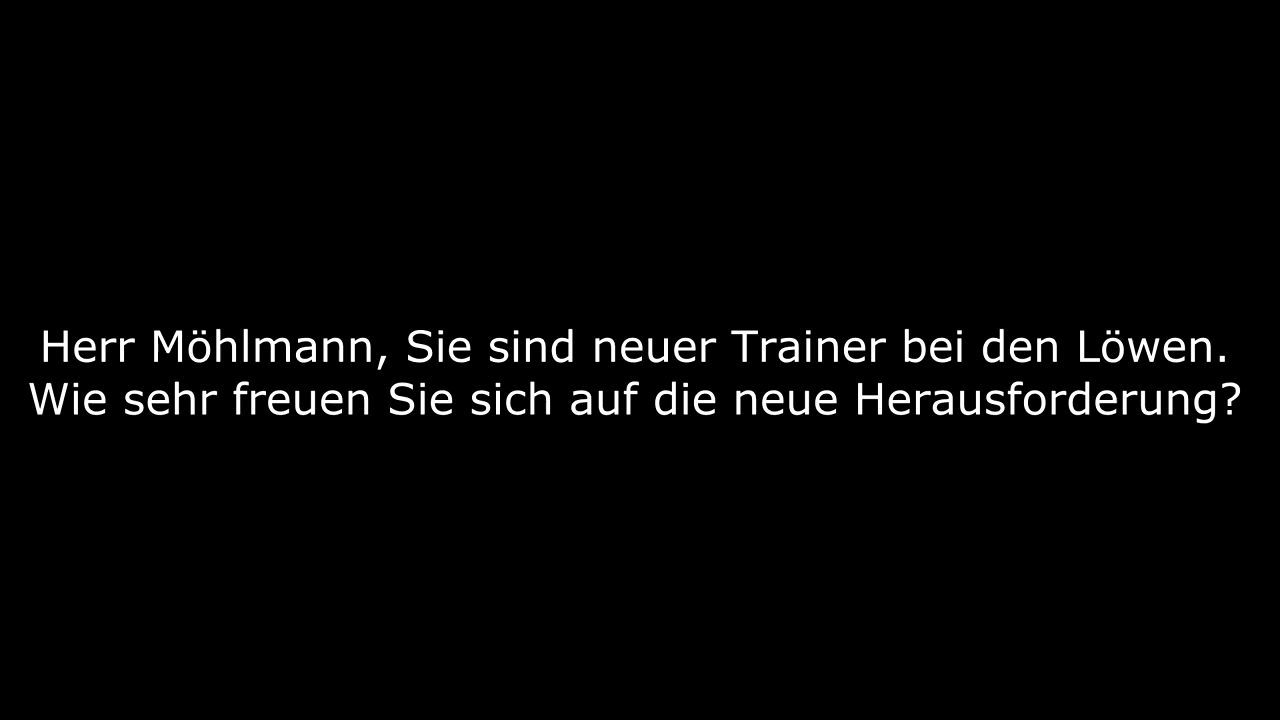 Herr Möhlmann, Sie sind neuer Trainer bei den Löwen.
Wie sehr freuen Sie sich auf die neue Herausforderung?